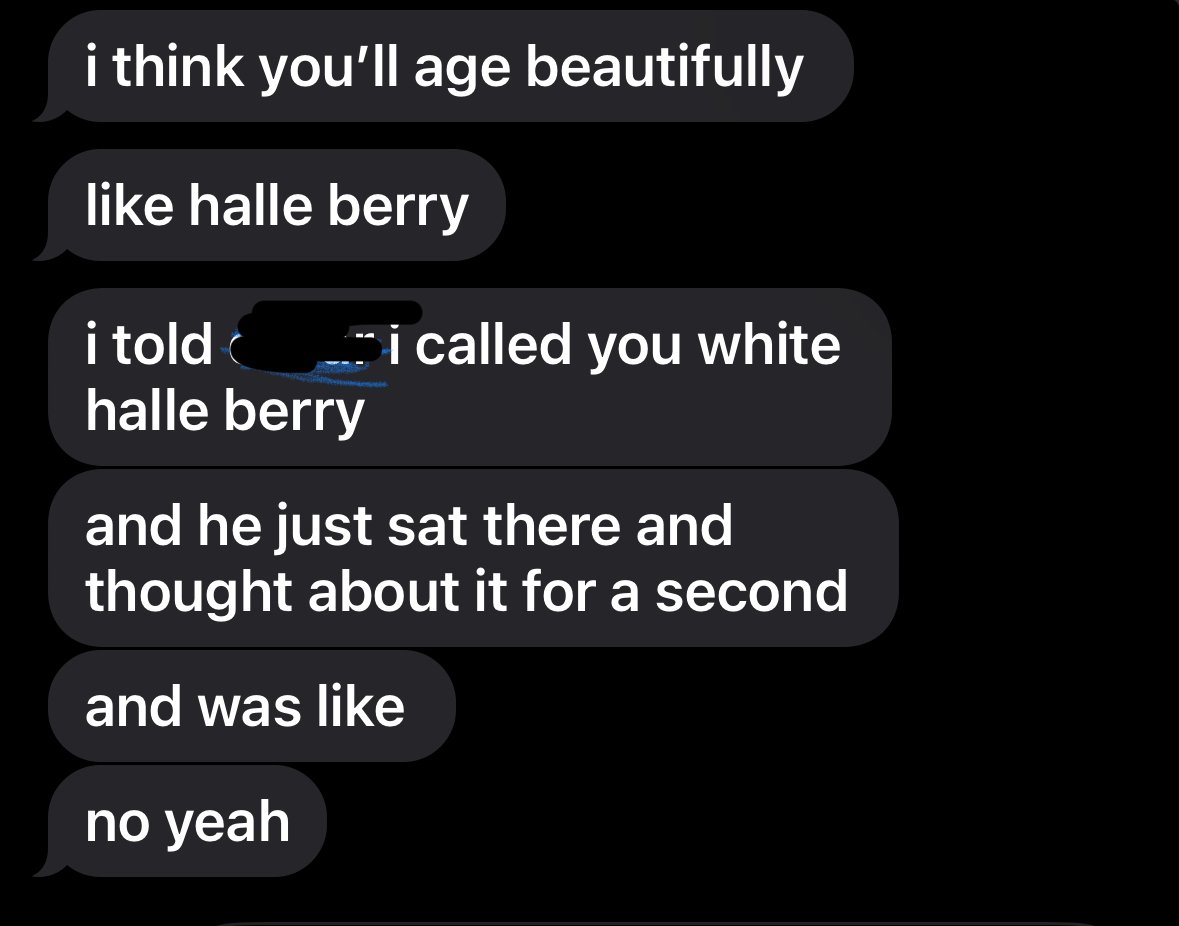 i think you’ll age beautifully
like halle berry
i told i called you white
halle berry
and he just sat there and
thought about it for a second
and was like
no yeah